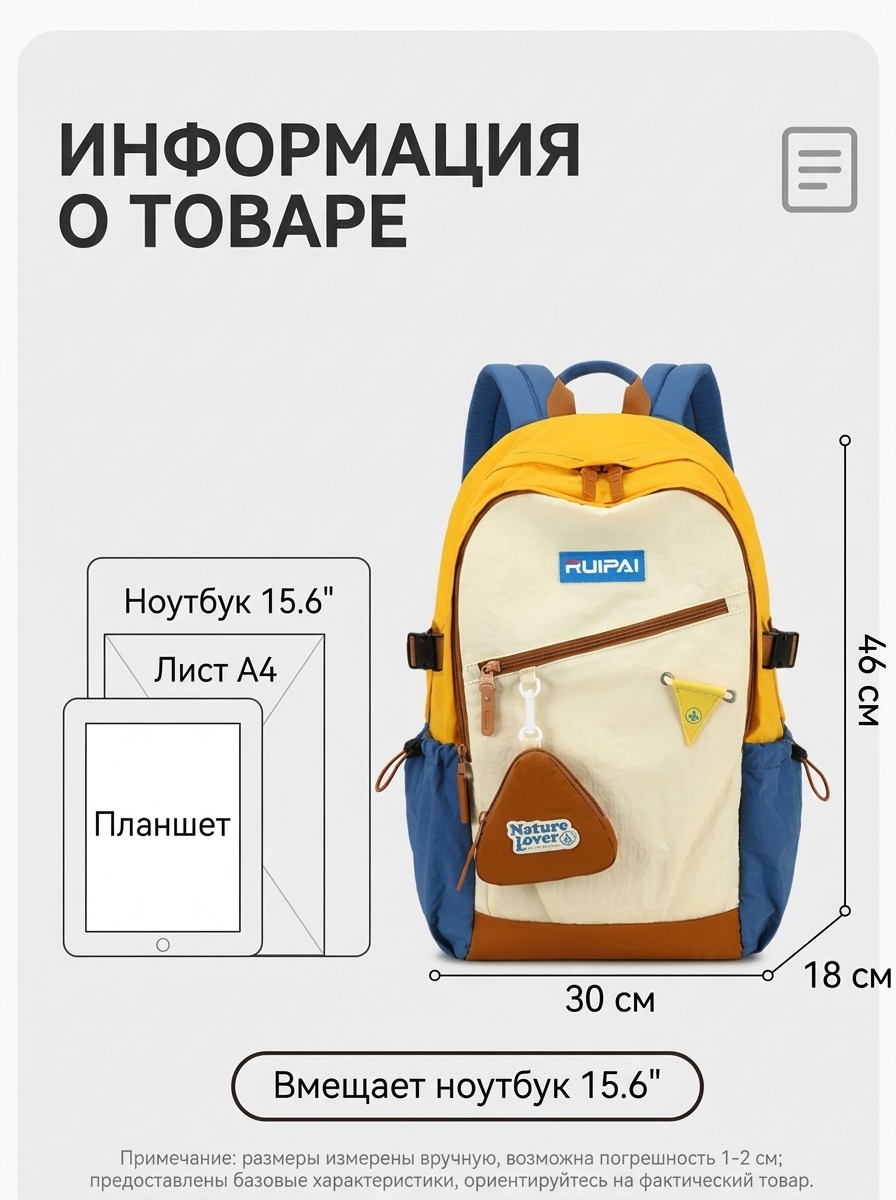 ИНФОРМАЦИЯ
О ТОВАРЕ
RUIPAI
Ноутбук 15.6"
Лист А4
Планшет
46 см
Nature
Lover
30 см
18 см
Вмещает ноутбук 15.6"
Примечание: размеры измерены вручную, возможна погрешность 1-2 см;
предоставлены базовые характеристики, ориентируйтесь на фактический товар.